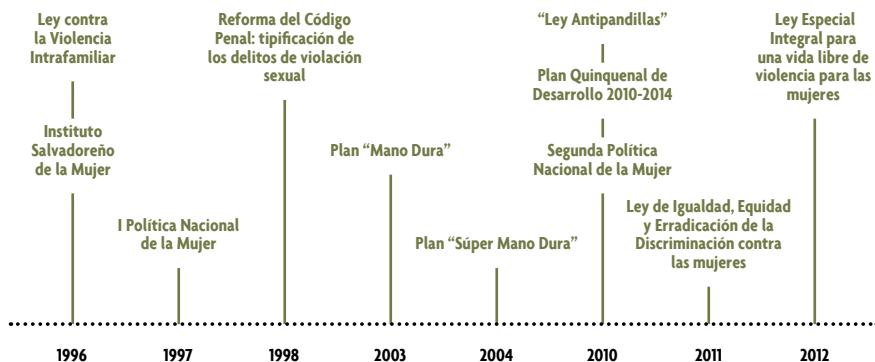 Ley contra
la Violencia
Intrafamiliar
Instituto
Salvadoreño
de la Mujer
I Política Nacional
de la Mujer
Reforma del Código
Penal: tipificación de
los delitos de violación
sexual
Plan “Mano Dura”
Plan “Súper Mano Dura”
“Ley Antipandillas”
Plan Quinquenal de
Desarrollo 2010-2014
Segunda Política
Nacional de la Mujer
Ley de Igualdad, Equidad
y Erradicación de la
Discriminación contra
las mujeres
Ley Especial
Integral para
una vida libre de
violencia para las
mujeres
1996 1997 1998 2003 2004 2010 2011 2012